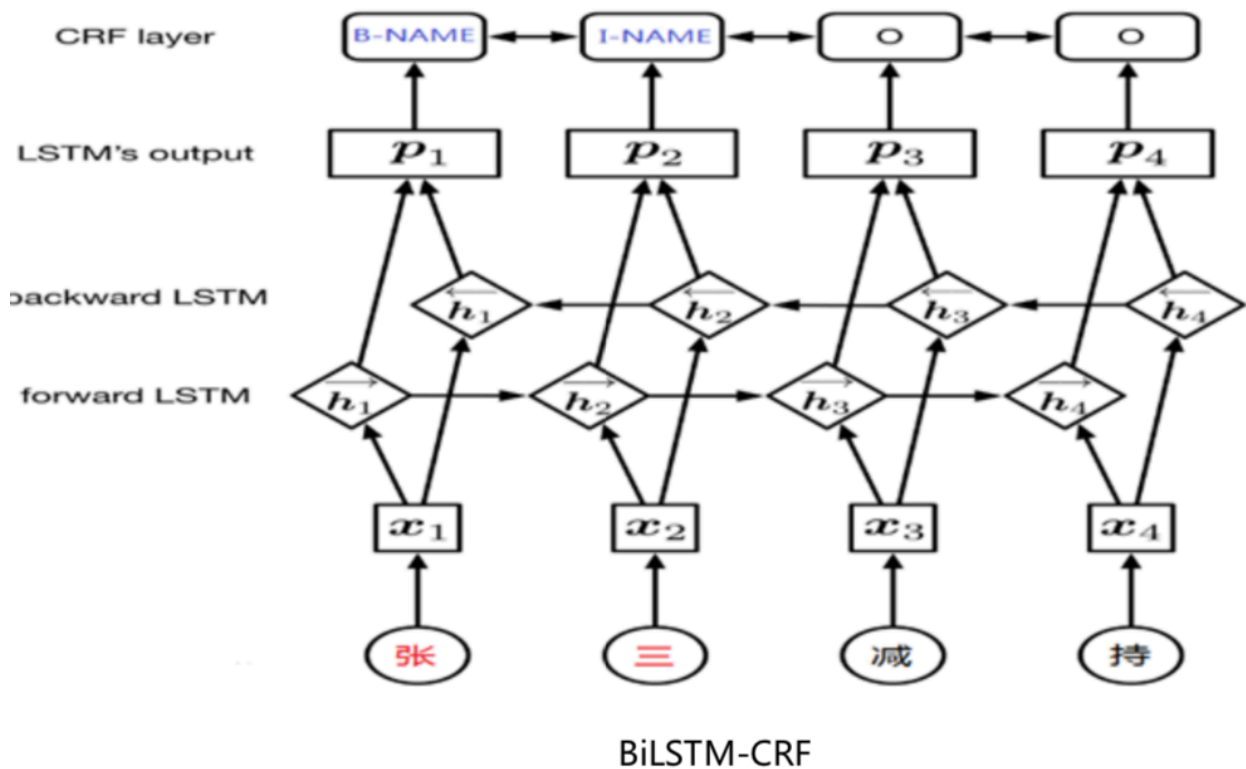 CRF layer B-NAME I-NAME O O
LSTM's output p1 p2 p3 p4
backward LSTM h1 h2 h3 h4
forward LSTM h1 h2 h3 h4
x1 x2 x3 x4
张 三 减 持
BiLSTM-CRF